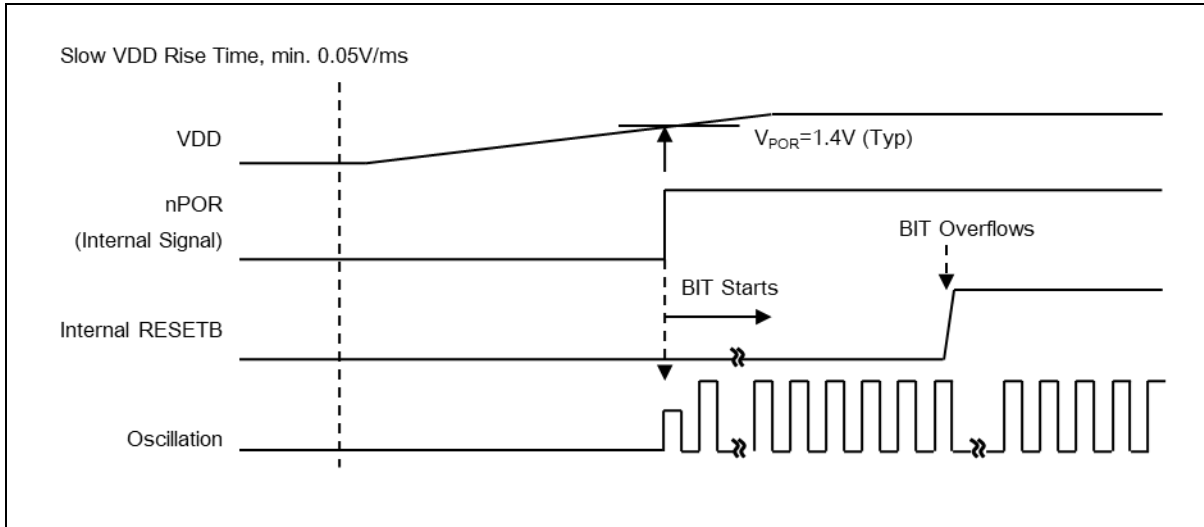 Slow VDD Rise Time, min. 0.05V/ms
VDD
V_POR=1.4V (Typ)
nPOR
(Internal Signal)
BIT Overflows
BIT Starts
Internal RESETB
Oscillation